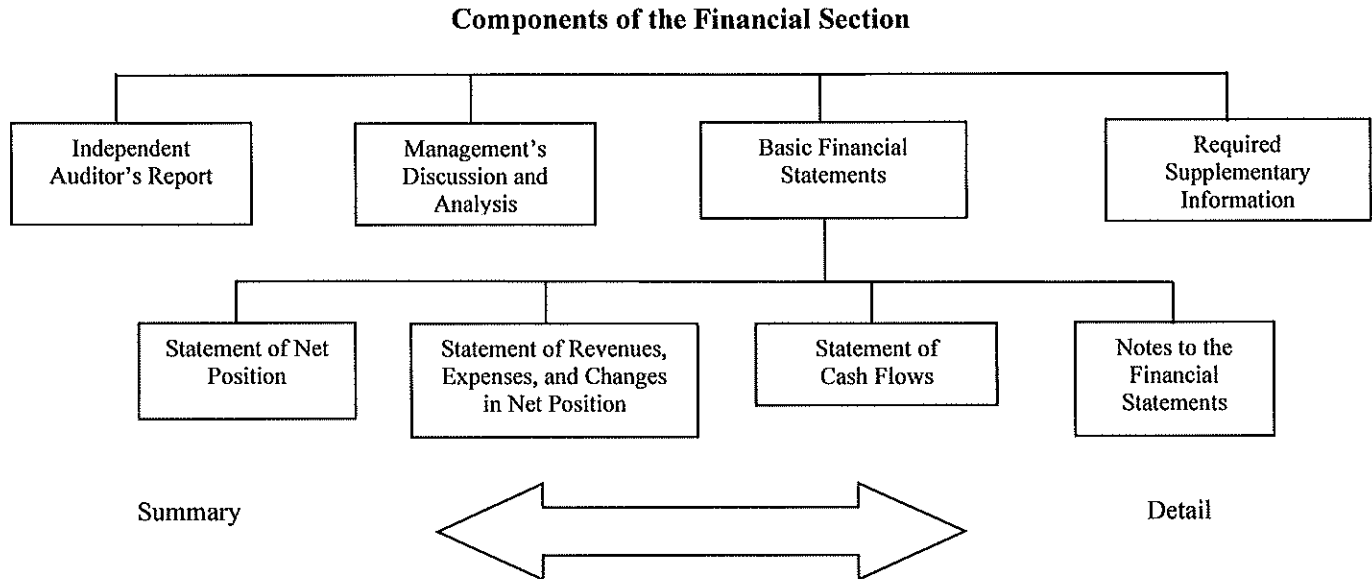 Components of the Financial Section
Independent
Auditor's Report
Management's
Discussion and
Analysis
Basic Financial
Statements
Required
Supplementary
Information
Statement of Net
Position
Statement of Revenues,
Expenses, and Changes
in Net Position
Statement of
Cash Flows
Notes to the
Financial
Statements
Summary
Detail